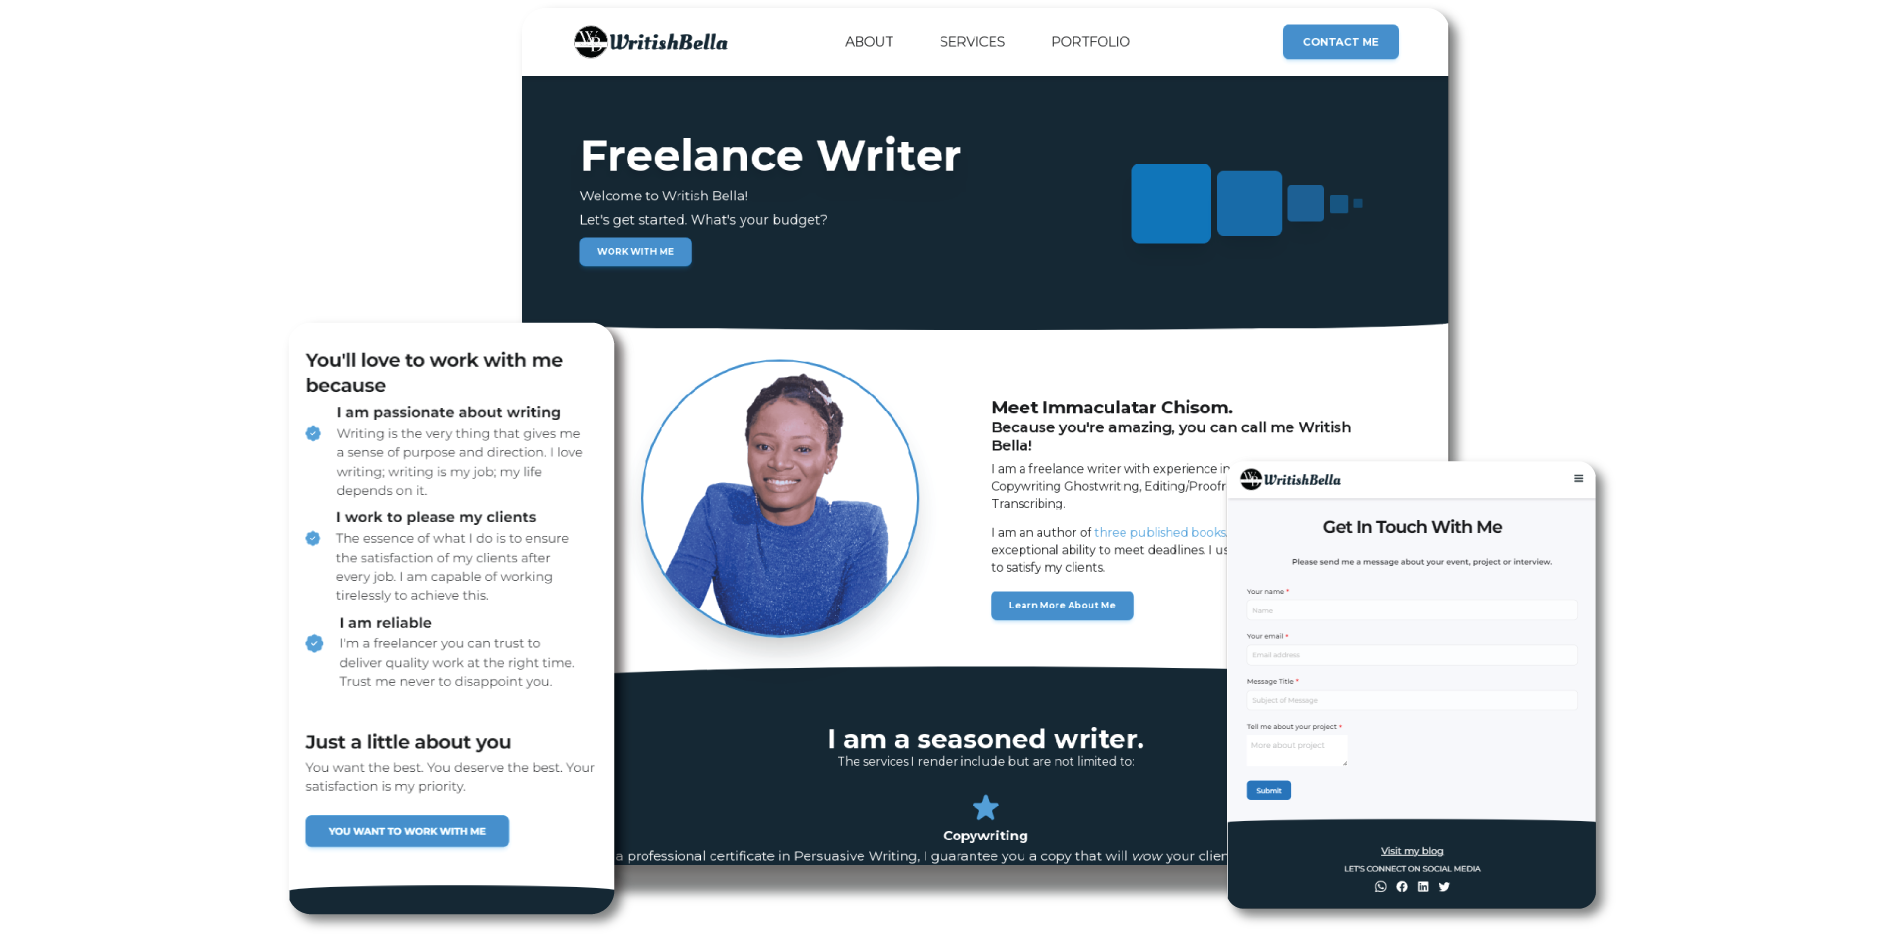 WB WritishBella
ABOUT
SERVICES
PORTFOLIO
CONTACT ME
Freelance Writer
Welcome to Writish Bella!
Let's get started. What's your budget?
WORK WITH ME
Meet Immaculatar Chisom.
Because you're amazing, you can call me Writish
Bella!
I am a freelance writer with experience in
Copywriting Ghostwriting, Editing/Proofr
Transcribing.
I am an author of three published books.
exceptional ability to meet deadlines. I us
to satisfy my clients.
Learn More About Me
I am a seasoned writer.
The services I render include but are not limited to:
Copywriting
a professional certificate in Persuasive Writing, I guarantee you a copy that will wow your clien
You'll love to work with me
because
I am passionate about writing
Writing is the very thing that gives me
a sense of purpose and direction. I love
writing; writing is my job; my life
depends on it.
I work to please my clients
The essence of what I do is to ensure
the satisfaction of my clients after
every job. I am capable of working
tirelessly to achieve this.
I am reliable
I'm a freelancer you can trust to
deliver quality work at the right time.
Trust me never to disappoint you.
Just a little about you
You want the best. You deserve the best. Your
satisfaction is my priority.
YOU WANT TO WORK WITH ME
WB WritishBella
Get In Touch With Me
Please send me a message about your event, project or interview.
Your name *
Name
Your email *
Email address
Message Title *
Subject of Message
Tell me about your project *
More about project
Submit
Visit my blog
LET'S CONNECT ON SOCIAL MEDIA